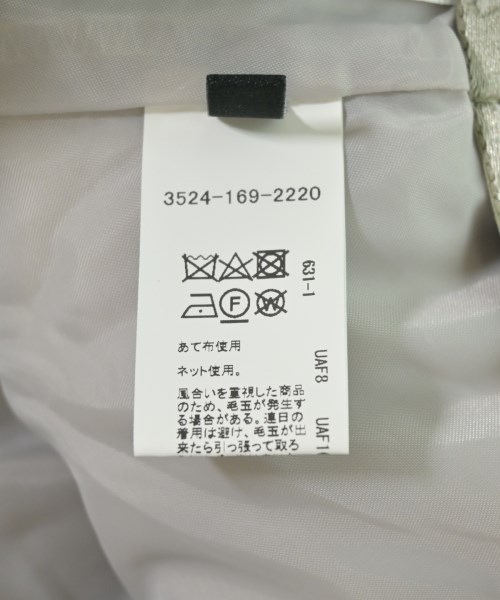 3524-169-2220
631-1
F
W
あて布使用
ネット使用。
風合いを重視した商品
のため、毛玉が発生す
る場合がある。連日の
着用は避け、毛玉が出
来たら引っ張って取ろ
UAF8